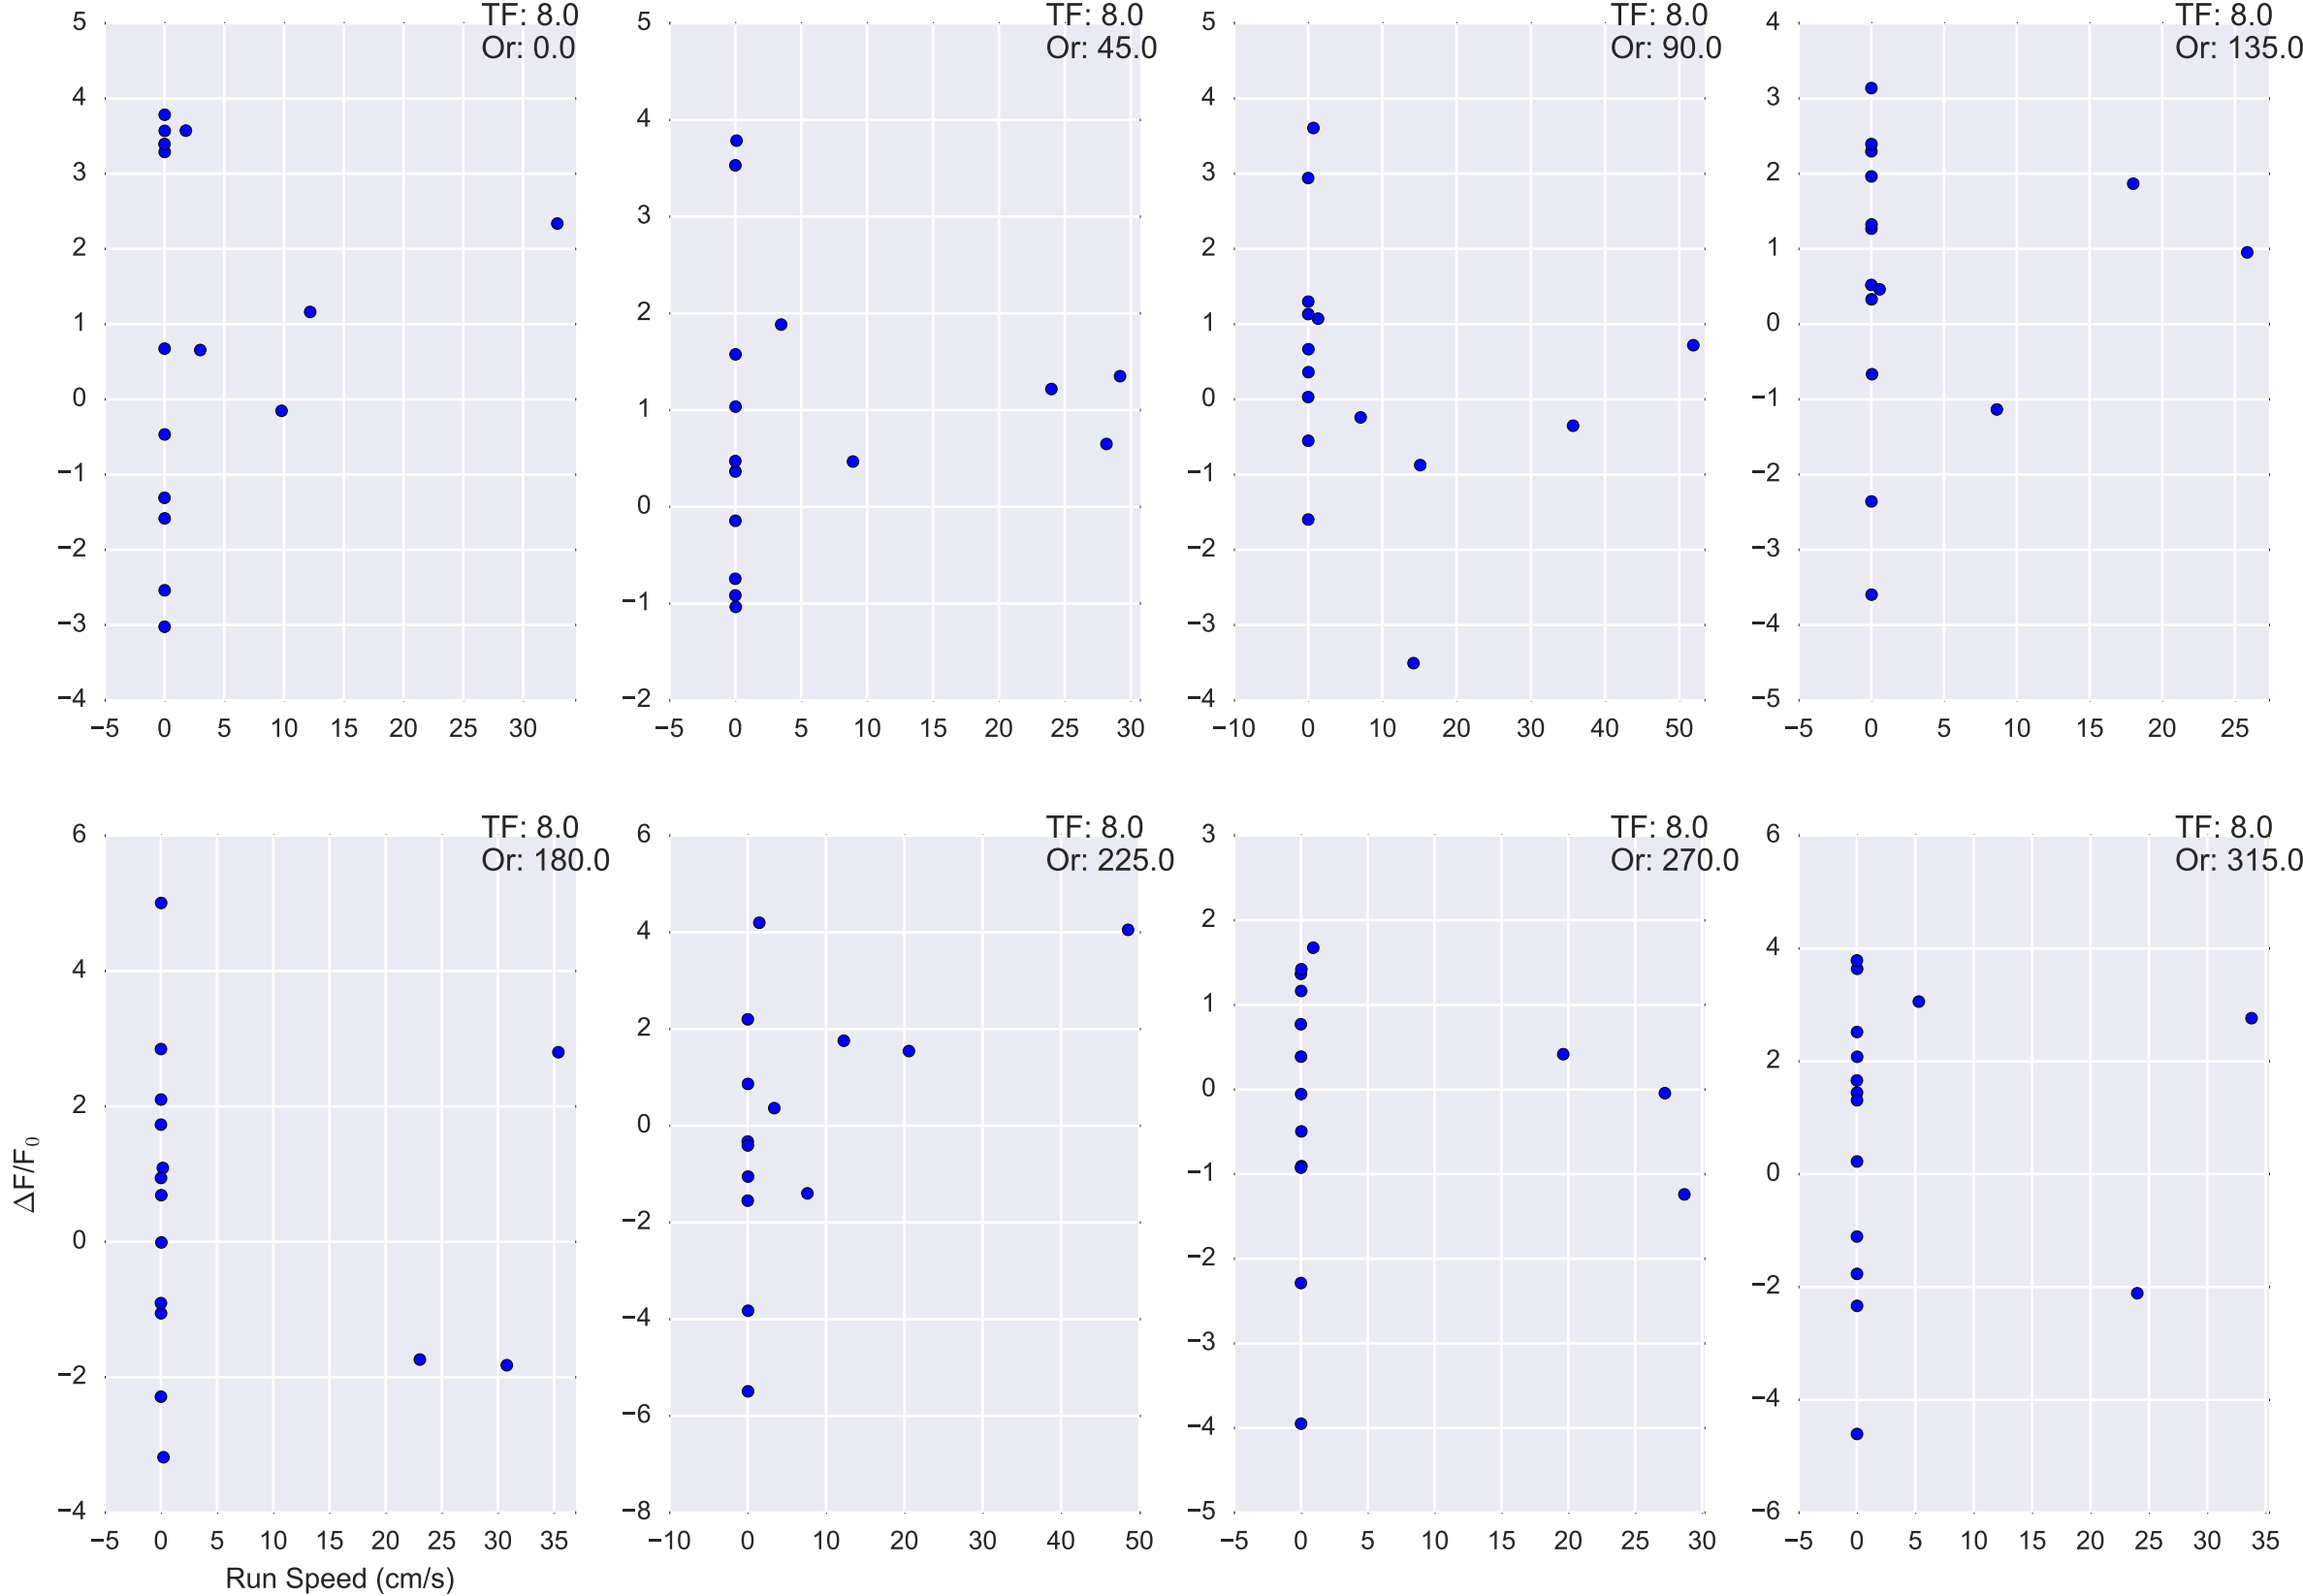 TF: 8.0
Or: 0.0
5
4
3
2
1
0
−1
−2
−3
−4
−5 0 5 10 15 20 25 30
TF: 8.0
Or: 45.0
5
4
3
2
1
0
−1
−2
−5 0 5 10 15 20 25 30
TF: 8.0
Or: 90.0
5
4
3
2
1
0
−1
−2
−3
−4
−10 0 10 20 30 40 50
TF: 8.0
Or: 135.0
4
3
2
1
0
−1
−2
−3
−4
−5
−5 0 5 10 15 20 25
TF: 8.0
Or: 180.0
6
4
2
0
−2
−4
−5 0 5 10 15 20 25 30 35
Run Speed (cm/s)
ΔF/F₀
TF: 8.0
Or: 225.0
6
4
2
0
−2
−4
−6
−8
−10 0 10 20 30 40 50
TF: 8.0
Or: 270.0
3
2
1
0
−1
−2
−3
−4
−5
−5 0 5 10 15 20 25 30
TF: 8.0
Or: 315.0
6
4
2
0
−2
−4
−6
−5 0 5 10 15 20 25 30 35